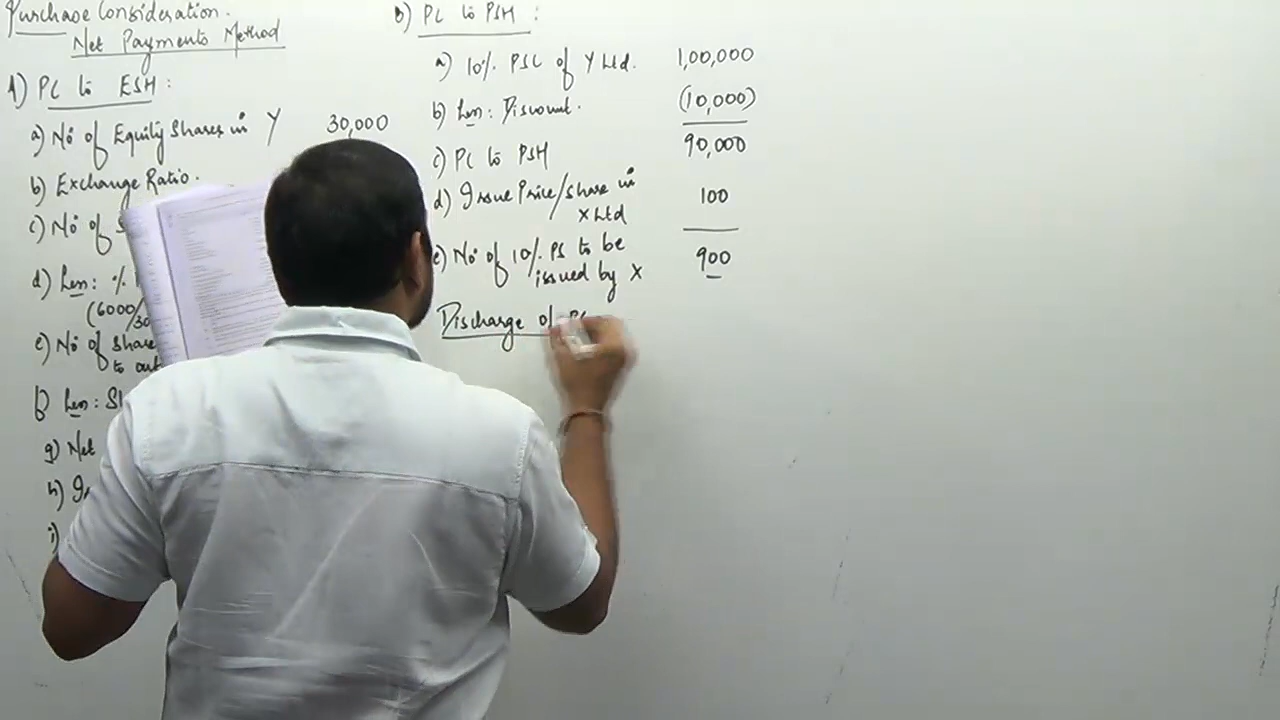 Purchase Consideration.
Net Payments Method
A) PC to ESH :
a) No of Equity Shares in Y 30,000
b) Exchange Ratio.
c) No of
d) Less: %
(6000/30
e) No of Share
to out
f) Less: Sh
g) Net
h)
i)
B) PC to PSH :
a) 10% PSC of Y Ltd. 1,00,000
b) Less: Discount. (10,000)
c) PC to PSH 90,000
d) Issue Price/Share in 100
X Ltd
e) No of 10% PS to be
issued by X 900
Discharge of PC